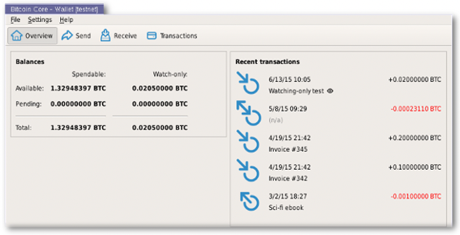 Bitcoin Core - Wallet [testnet]
File Settings Help
Overview Send Receive Transactions
Balances
Spendable: Watch-only:
Available: 1.32948397 BTC 0.02050000 BTC
Pending: 0.00000000 BTC 0.00000000 BTC
Total: 1.32948397 BTC 0.02050000 BTC
Recent transactions
6/13/15 10:05 +0.02000000 BTC
Watching-only test
5/8/15 09:29 -0.00023110 BTC
(n/a)
4/19/15 21:42 +0.20000000 BTC
Invoice #345
4/19/15 21:42 +0.10000000 BTC
Invoice #342
3/2/15 18:27 -0.00100000 BTC
Sci-fi ebook